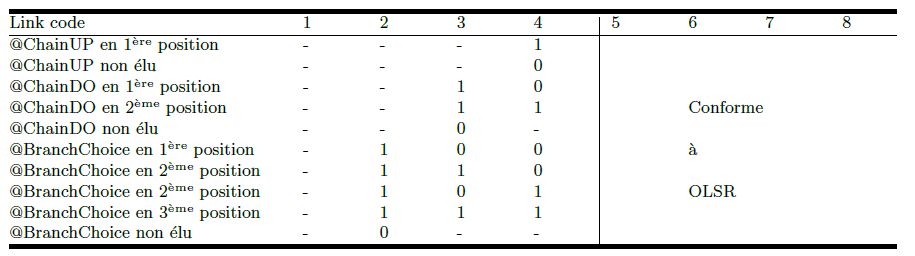 Link code 1 2 3 4 5 6 7 8
@ChainUP en 1ère position - - - 1
@ChainUP non élu - - - 0
@ChainDO en 1ère position - - 1 0
@ChainDO en 2ème position - - 1 1 Conforme
@ChainDO non élu - - 0 -
@BranchChoice en 1ère position - 1 0 0 à
@BranchChoice en 2ème position - 1 1 0
@BranchChoice en 2ème position - 1 0 1 OLSR
@BranchChoice en 3ème position - 1 1 1
@BranchChoice non élu - 0 - -